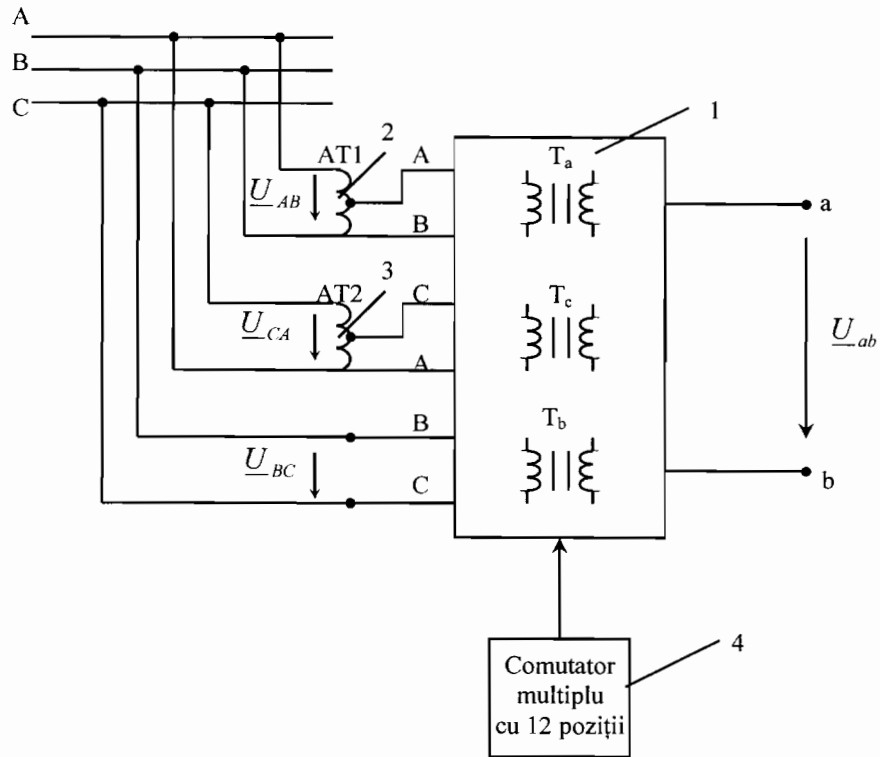 A
B
C
1
AT1
2
A
T_a
U_AB
a
B
AT2
3
C
T_c
U_CA
U_ab
A
B
T_b
U_BC
C
b
4
Comutator
multiplu
cu 12 poziții